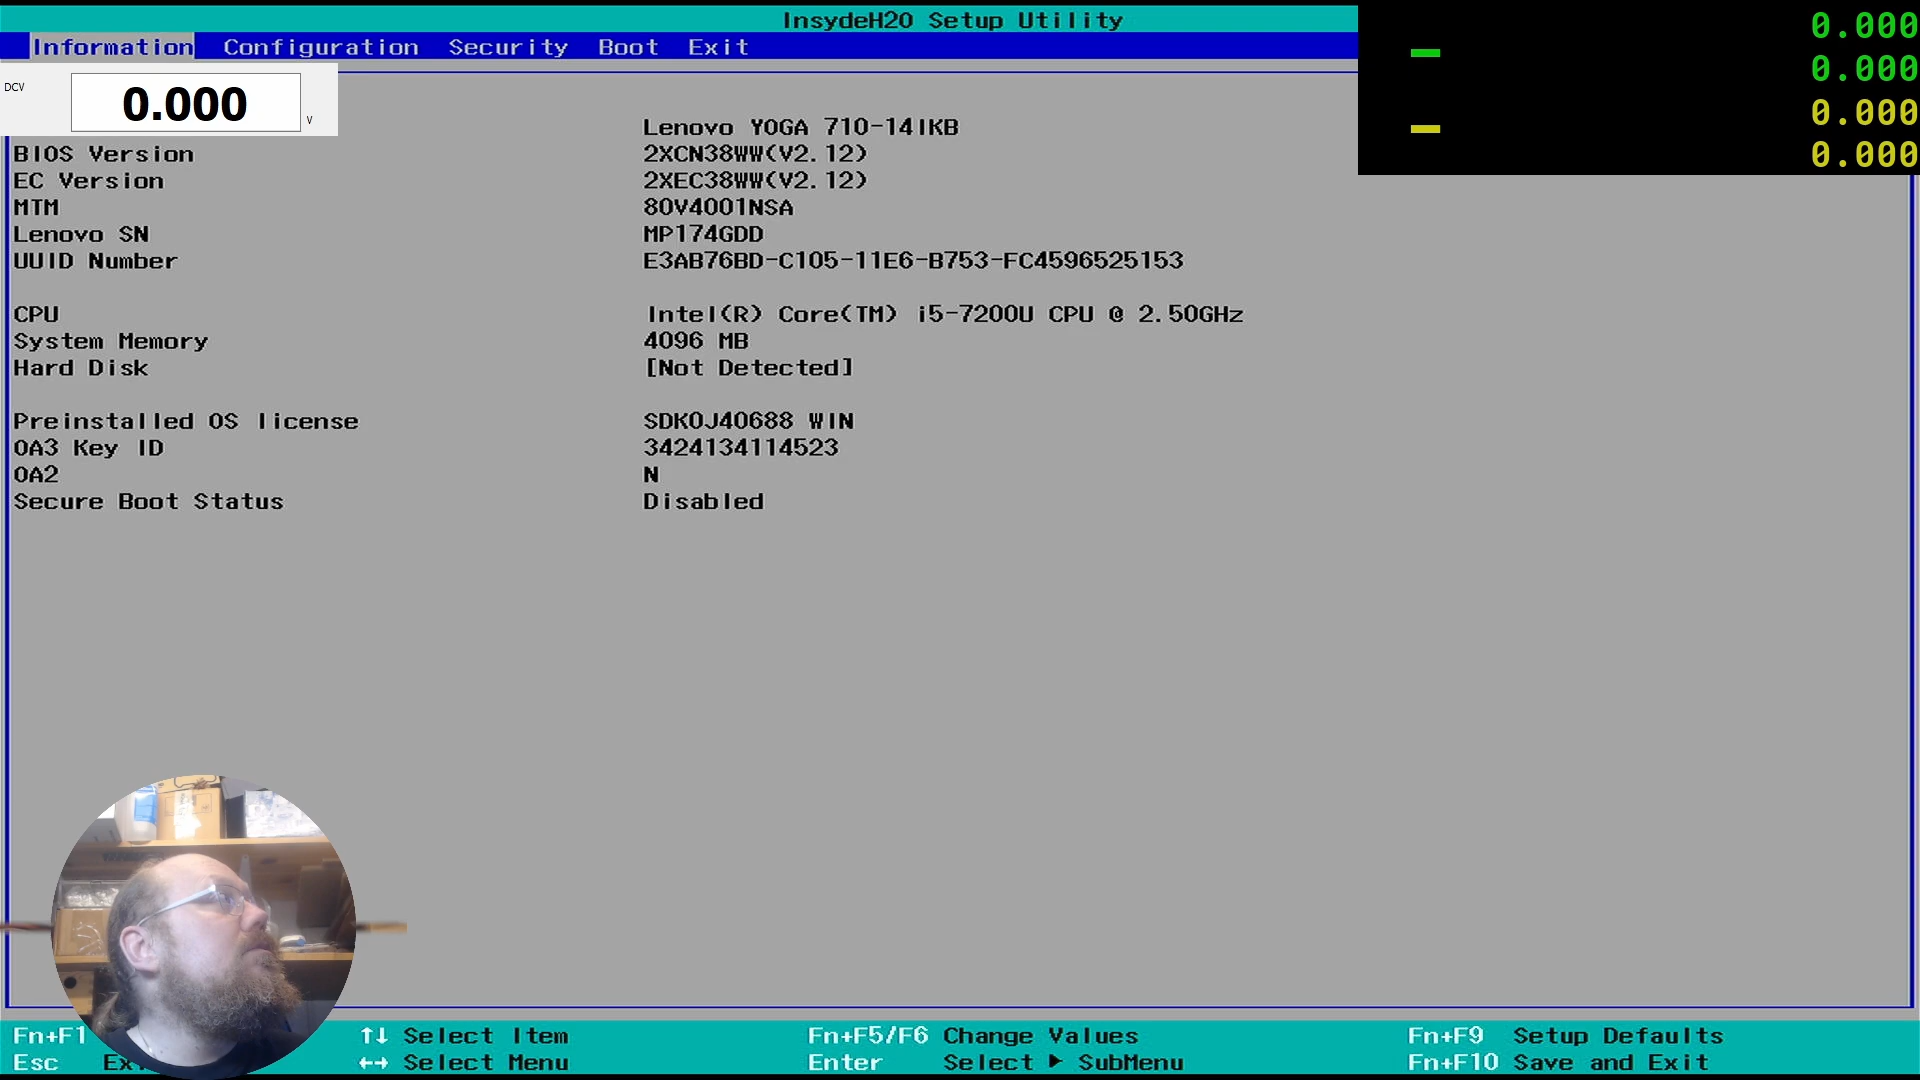 InsydeH20 Setup Utility
Information Configuration Security Boot Exit
0.000
0.000
0.000
0.000
DCV 0.000 V
Lenovo YOGA 710-14IKB
BIOS Version 2XCN38WW(V2.12)
EC Version 2XEC38WW(V2.12)
MTM 80V4001NSA
Lenovo SN MP174GDD
UUID Number E3AB76BD-C105-11E6-B753-FC4596525153
CPU Intel(R) Core(TM) i5-7200U CPU @ 2.50GHz
System Memory 4096 MB
Hard Disk [Not Detected]
Preinstalled OS license SDK0J40688 WIN
OA3 Key ID 3424134114523
OA2 N
Secure Boot Status Disabled
Fn+F1 ↑↓ Select Item Fn+F5/F6 Change Values Fn+F9 Setup Defaults
Esc ←→ Select Menu Enter Select ► SubMenu Fn+F10 Save and Exit